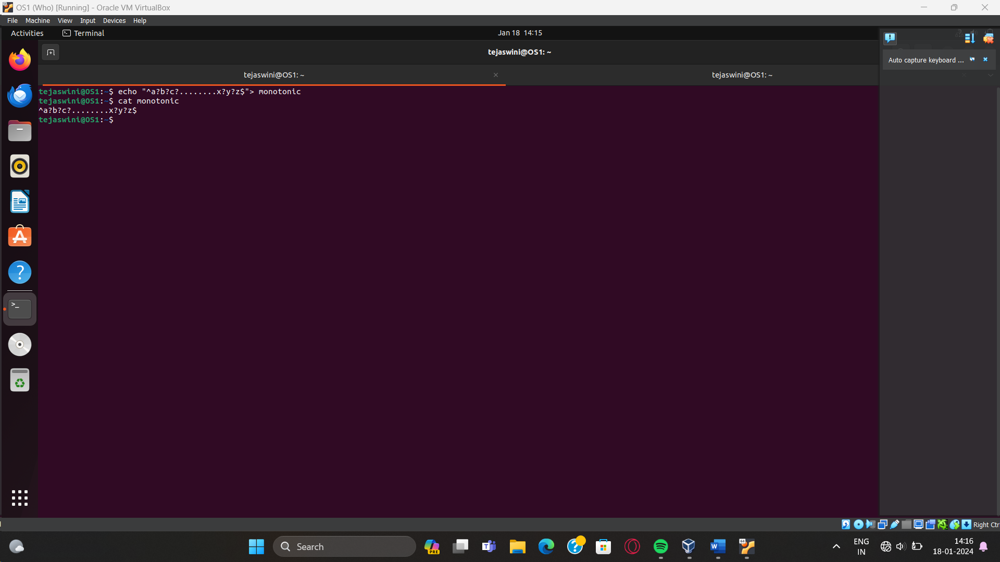 OS1 (Who) [Running] - Oracle VM VirtualBox
File Machine View Input Devices Help
Activities Terminal Jan 18 14:15
tejaswini@OS1: ~
Auto capture keyboard ...
tejaswini@OS1: ~ tejaswini@OS1: ~
tejaswini@OS1:~$ echo "^a?b?c?........x?y?z$"> monotonic
tejaswini@OS1:~$ cat monotonic
^a?b?c?........x?y?z$
tejaswini@OS1:~$
Right Ctr
Search
PRE
64
ENG
IN
14:16
18-01-2024